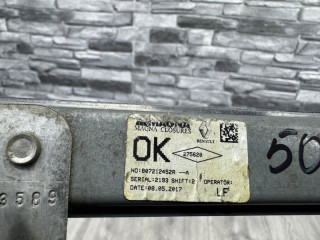 MAGNA CLOSURES
RENAULT
OK
275620
NO:807212452R --A
SERIAL:2193 SHIFT:2 OPERATOR:
DATE:08.05.2017 LF
50
3589